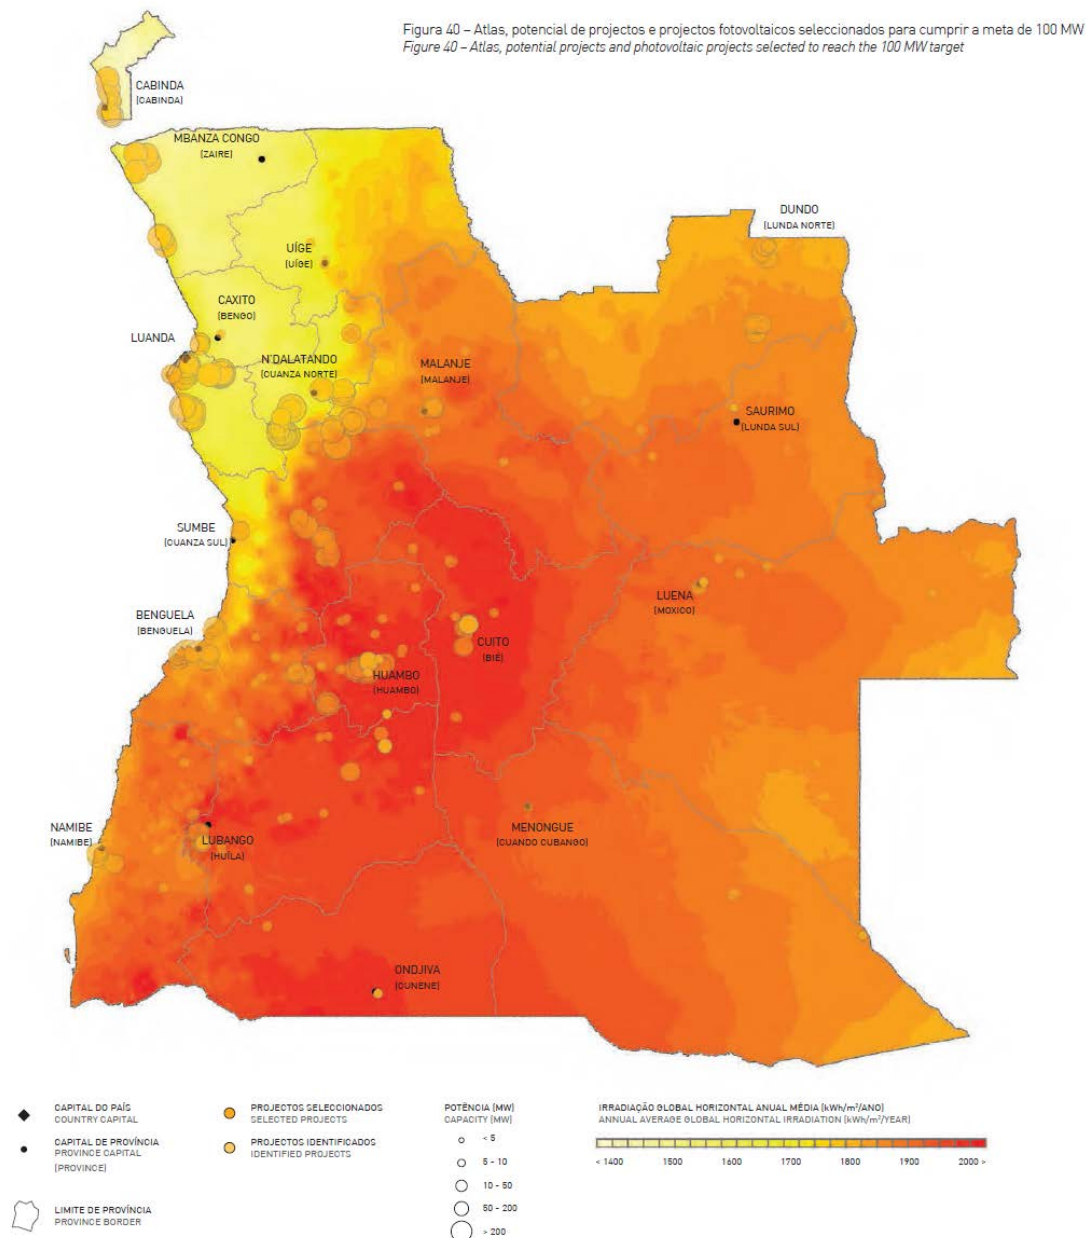 Figura 40 – Atlas, potencial de projectos e projectos fotovoltaicos seleccionados para cumprir a meta de 100 MW
Figure 40 – Atlas, potential projects and photovoltaic projects selected to reach the 100 MW target
CABINDA
(CABINDA)
MBANZA CONGO
(ZAIRE)
DUNDO
(LUNDA NORTE)
UÍGE
(UÍGE)
CAXITO
(BENGO)
LUANDA
N'DALATANDO
(CUANZA NORTE)
MALANJE
(MALANJE)
SAURIMO
(LUNDA SUL)
SUMBE
(CUANZA SUL)
LUENA
(MOXICO)
BENGUELA
(BENGUELA)
CUITO
(BIÉ)
HUAMBO
(HUAMBO)
NAMIBE
(NAMIBE)
LUBANGO
(HUÍLA)
MENONGUE
(CUANDO CUBANGO)
ONDJIVA
(CUNENE)
CAPITAL DO PAÍS
COUNTRY CAPITAL
CAPITAL DE PROVÍNCIA
PROVINCE CAPITAL
(PROVINCE)
LIMITE DE PROVÍNCIA
PROVINCE BORDER
PROJECTOS SELECCIONADOS
SELECTED PROJECTS
PROJECTOS IDENTIFICADOS
IDENTIFIED PROJECTS
POTÊNCIA (MW)
CAPACITY (MW)
< 5
5 - 10
10 - 50
50 - 200
> 200
IRRADIAÇÃO GLOBAL HORIZONTAL ANUAL MÉDIA (kWh/m²/ANO)
ANNUAL AVERAGE GLOBAL HORIZONTAL IRRADIATION (kWh/m²/YEAR)
< 1400 1500 1600 1700 1800 1900 2000 >